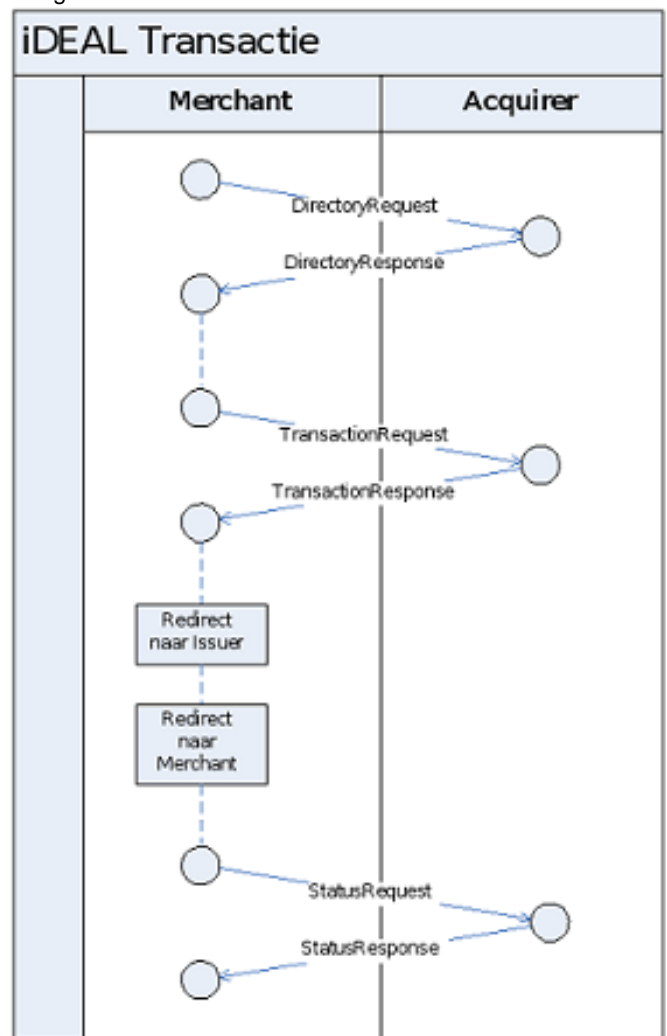 iDEAL Transactie
Merchant
Acquirer
DirectoryRequest
DirectoryResponse
TransactionRequest
TransactionResponse
Redirect
naar Issuer
Redirect
naar
Merchant
StatusRequest
StatusResponse